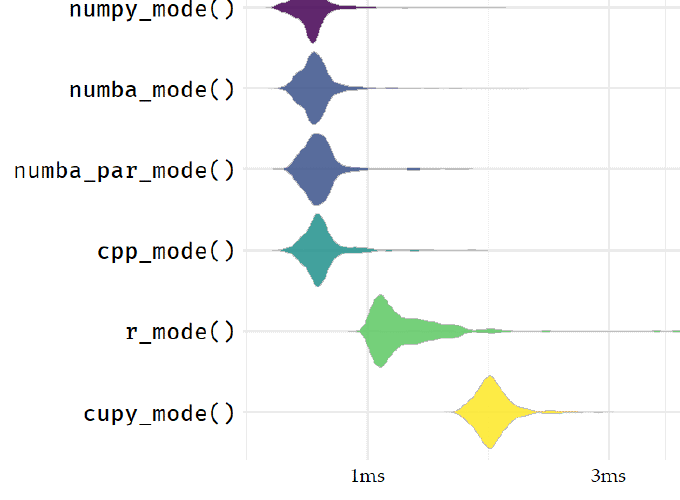 numpy_mode()
numba_mode()
numba_par_mode()
cpp_mode()
r_mode()
cupy_mode()
1ms 3ms